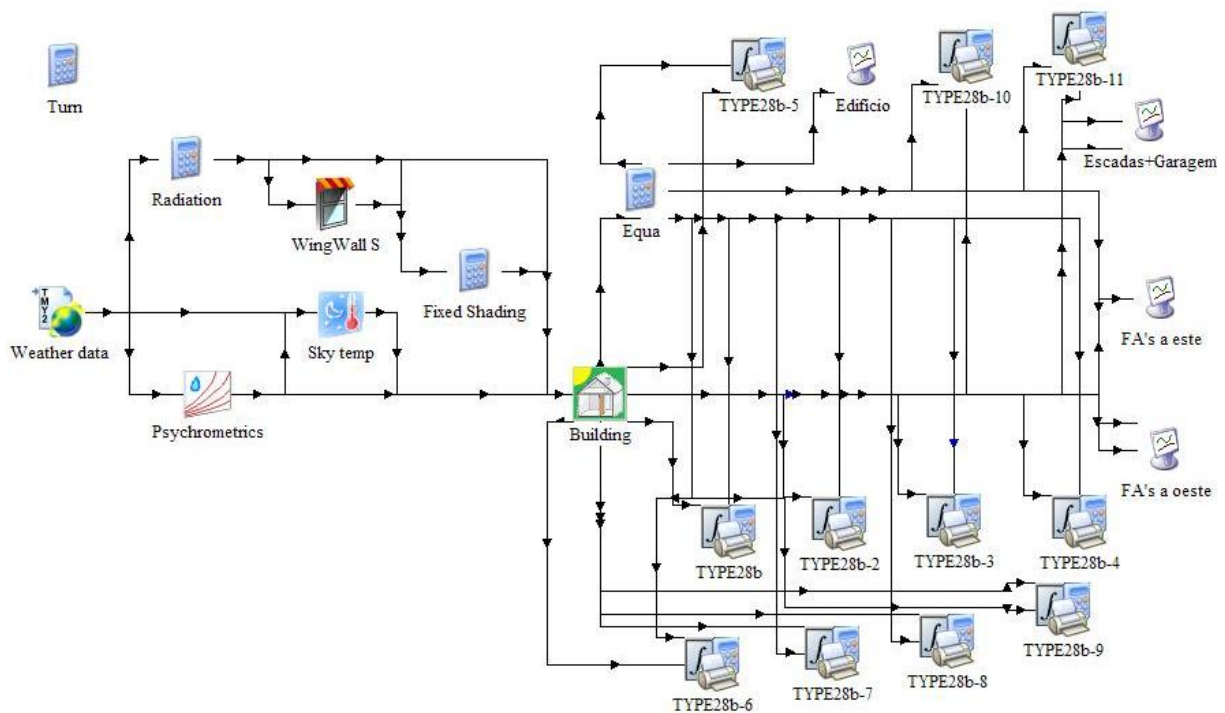 Turn
TYPE28b-5
Edifício
TYPE28b-10
TYPE28b-11
Escadas+Garagem
Radiation
WingWall S
Equa
Fixed Shading
TMY2
Weather data
Sky temp
FA's a este
Psychrometrics
Building
FA's a oeste
TYPE28b
TYPE28b-2
TYPE28b-3
TYPE28b-4
TYPE28b-9
TYPE28b-6
TYPE28b-7
TYPE28b-8